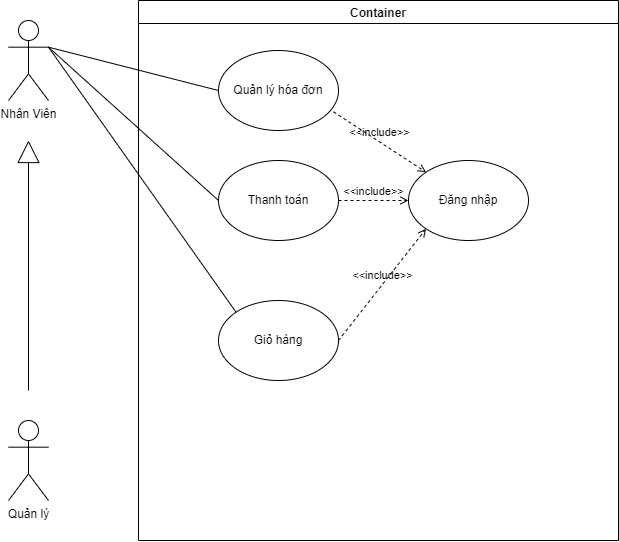 Container
Nhân Viên
Quản lý hóa đơn
<<include>>
Thanh toán
<<include>>
Đăng nhập
<<include>>
Giỏ hàng
Quản lý